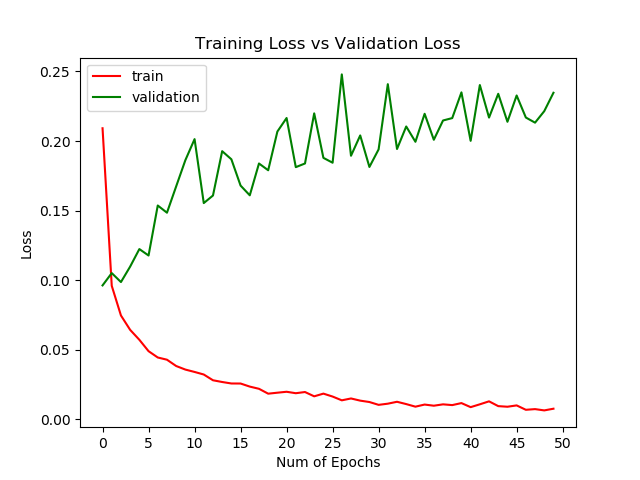 Training Loss vs Validation Loss
train
validation
0.25
0.20
0.15
0.10
0.05
0.00
Loss
0 5 10 15 20 25 30 35 40 45 50
Num of Epochs